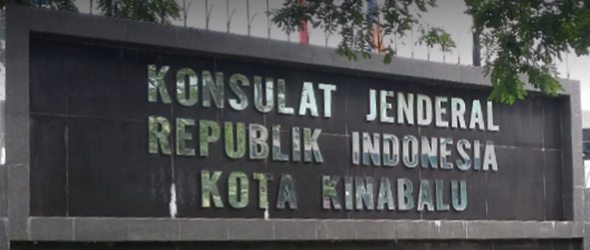 KONSULAT JENDERAL
REPUBLIK INDONESIA
KOTA KINABALU